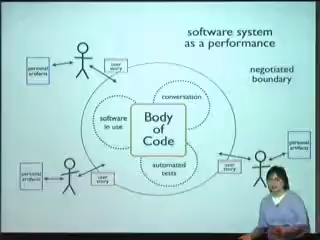 software system
as a performance
negotiated
boundary
personal
artifacts
user
story
conversation
software
in use
Body
of
Code
automated
tests
personal
artifacts
user
story
user
story
personal
artifacts